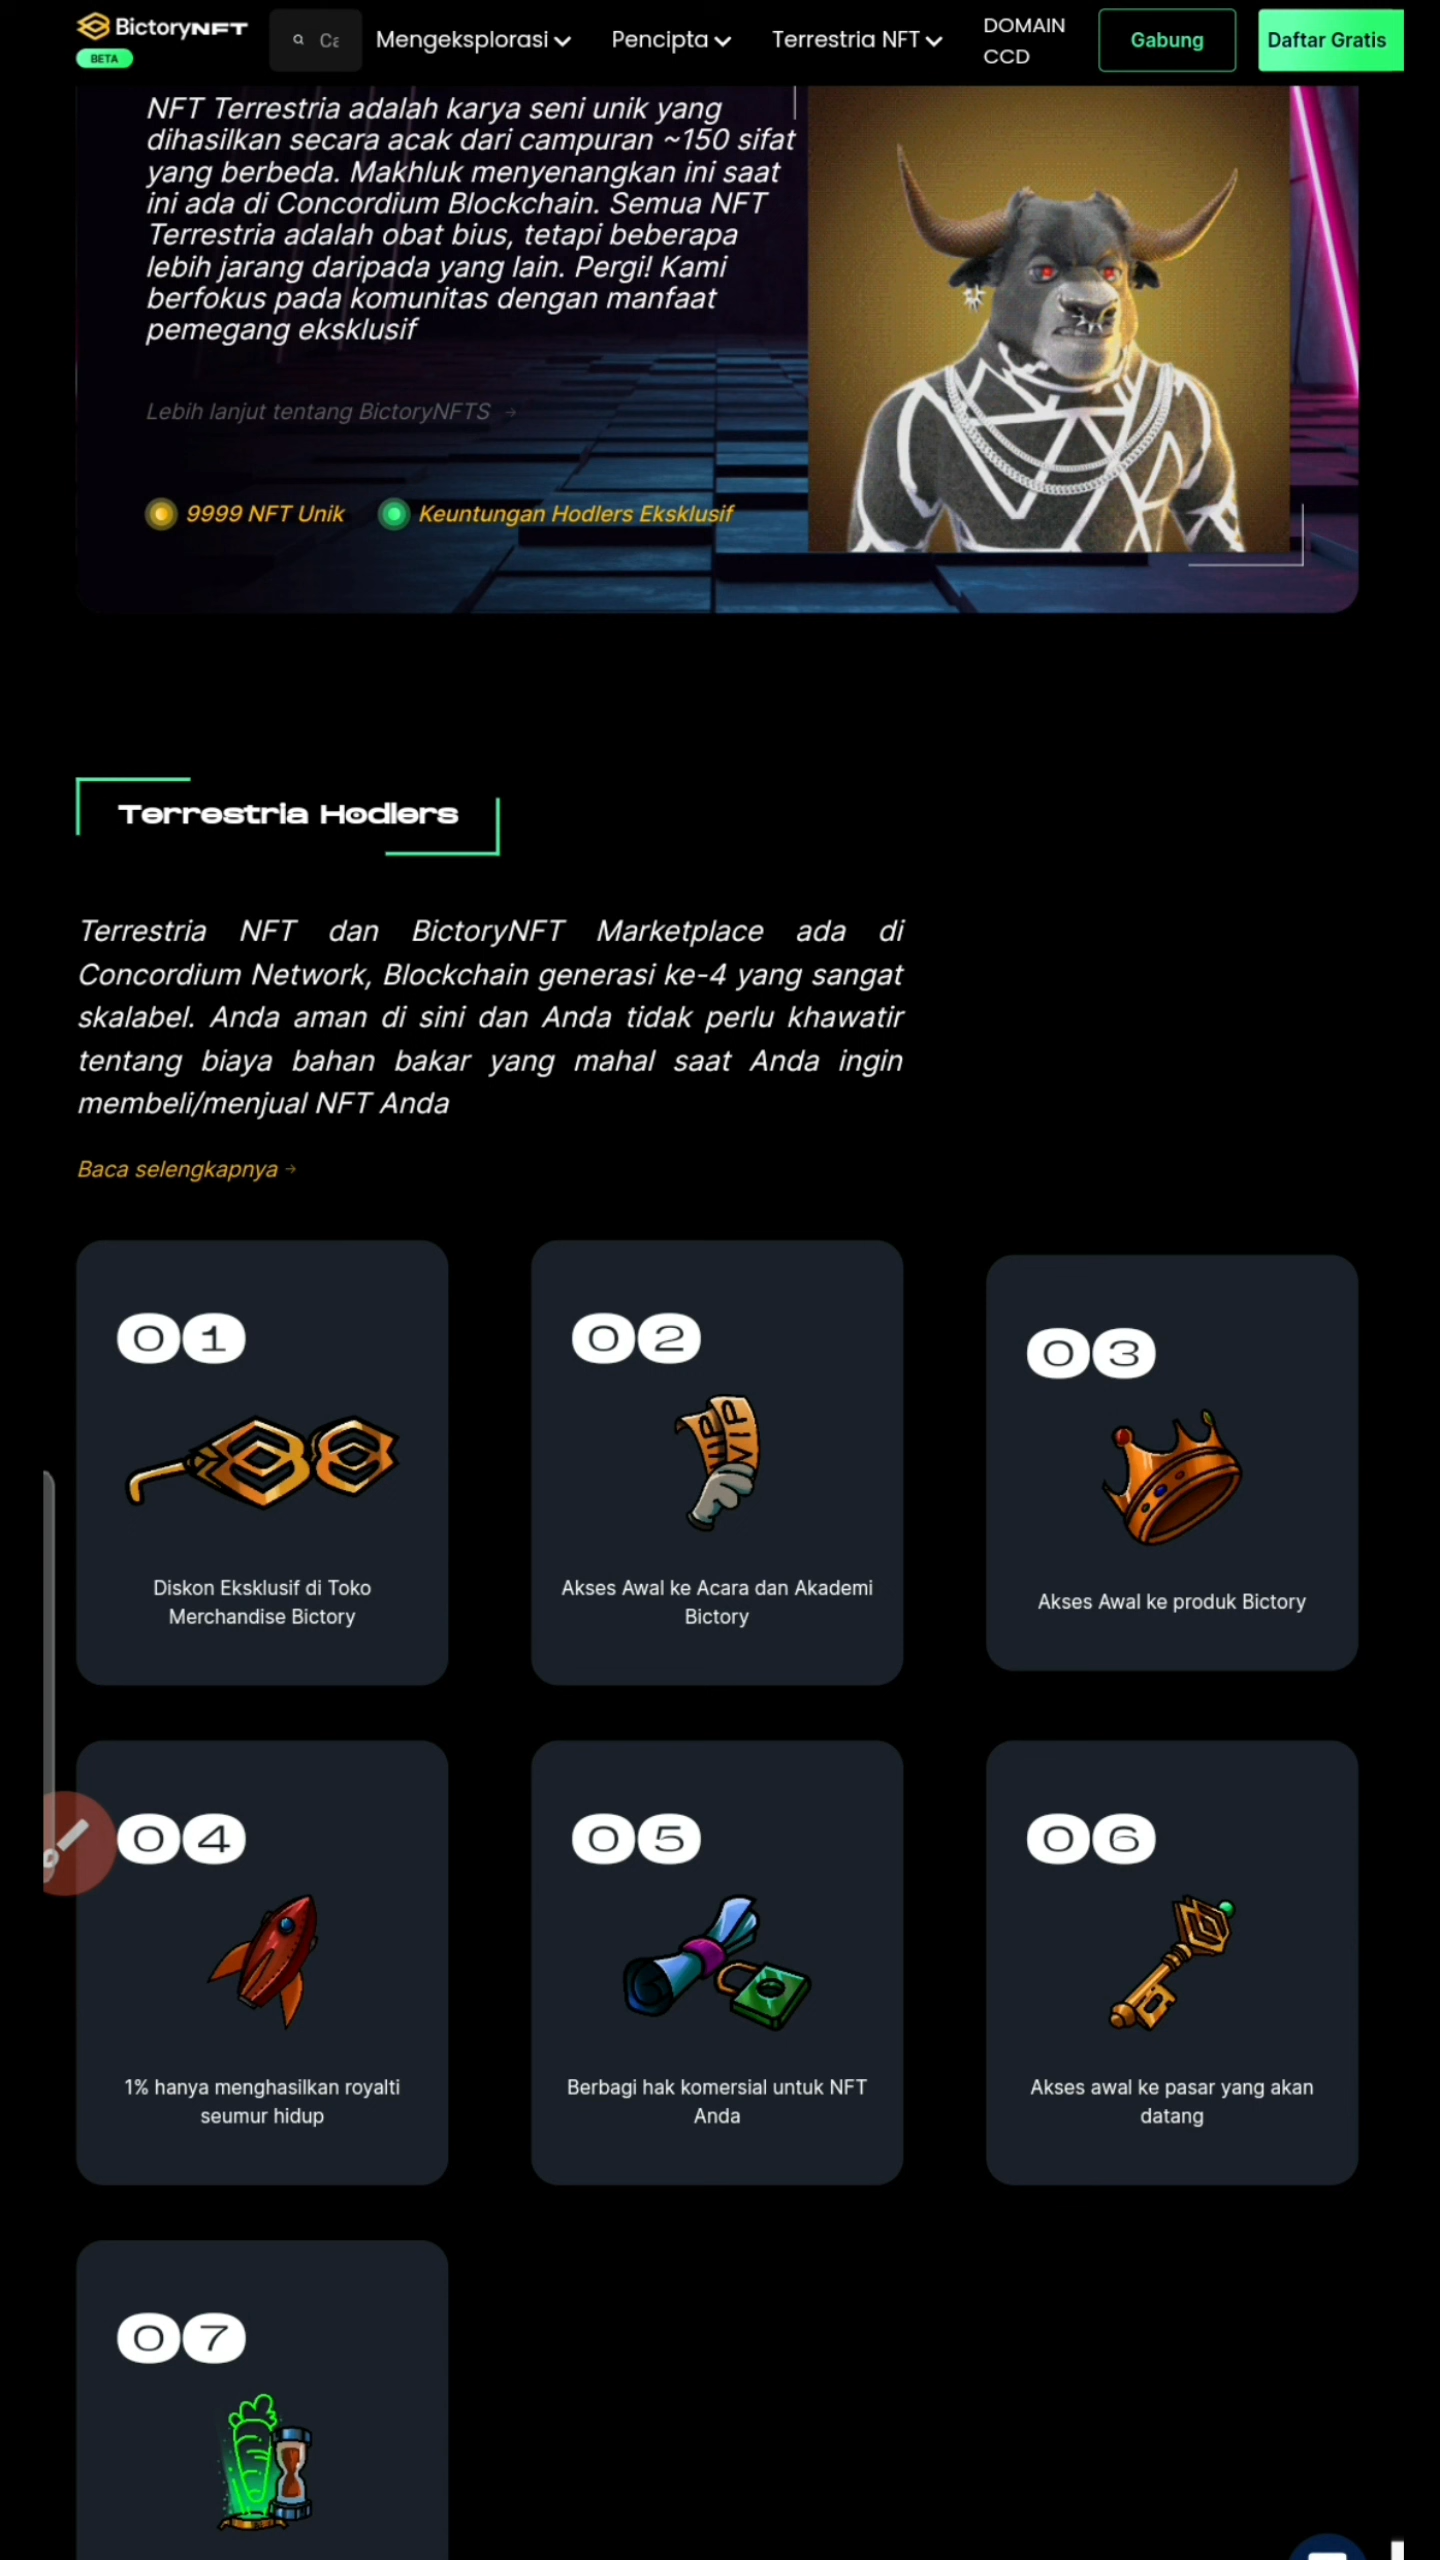 BictoryNFT
BETA
Ca
Mengeksplorasi
Pencipta
Terrestria NFT
DOMAIN
CCD
Gabung
Daftar Gratis
NFT Terrestria adalah karya seni unik yang
dihasilkan secara acak dari campuran ~150 sifat
yang berbeda. Makhluk menyenangkan ini saat
ini ada di Concordium Blockchain. Semua NFT
Terrestria adalah obat bius, tetapi beberapa
lebih jarang daripada yang lain. Pergi! Kami
berfokus pada komunitas dengan manfaat
pemegang eksklusif
Lebih lanjut tentang BictoryNFTS →
9999 NFT Unik
Keuntungan Hodlers Eksklusif
Terrestria Hodlers
Terrestria NFT dan BictoryNFT Marketplace ada di
Concordium Network, Blockchain generasi ke-4 yang sangat
skalabel. Anda aman di sini dan Anda tidak perlu khawatir
tentang biaya bahan bakar yang mahal saat Anda ingin
membeli/menjual NFT Anda
Baca selengkapnya →
01
Diskon Eksklusif di Toko
Merchandise Bictory
02
VIP
VIP
Akses Awal ke Acara dan Akademi
Bictory
03
Akses Awal ke produk Bictory
04
1% hanya menghasilkan royalti
seumur hidup
05
Berbagi hak komersial untuk NFT
Anda
06
Akses awal ke pasar yang akan
datang
07